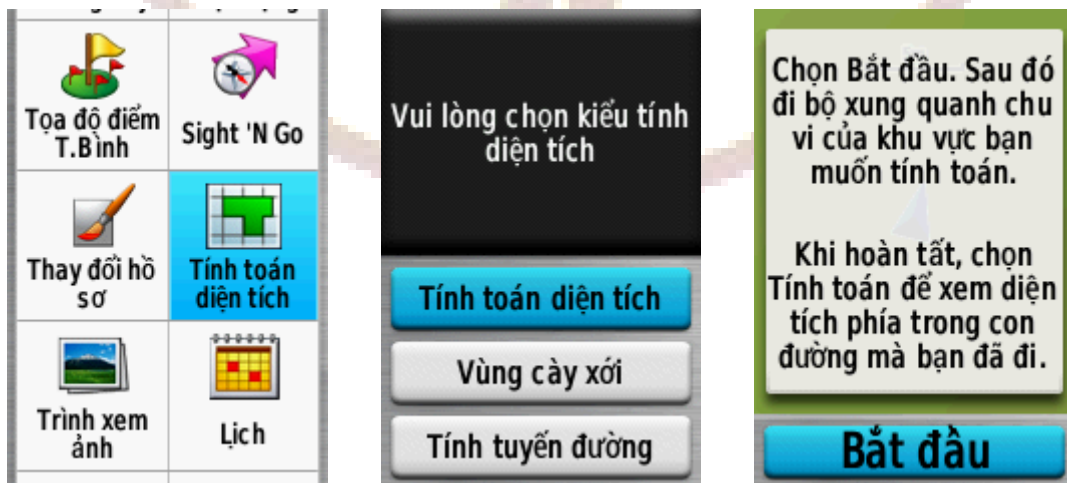 Tọa độ điểm
T.Bình
Sight 'N Go
Thay đổi hồ
sơ
Tính toán
diện tích
Trình xem
ảnh
Lịch
Vui lòng chọn kiểu tính
diện tích
Tính toán diện tích
Vùng cày xới
Tính tuyến đường
Chọn Bắt đầu. Sau đó
đi bộ xung quanh chu
vi của khu vực bạn
muốn tính toán.
Khi hoàn tất, chọn
Tính toán để xem diện
tích phía trong con
đường mà bạn đã đi.
Bắt đầu